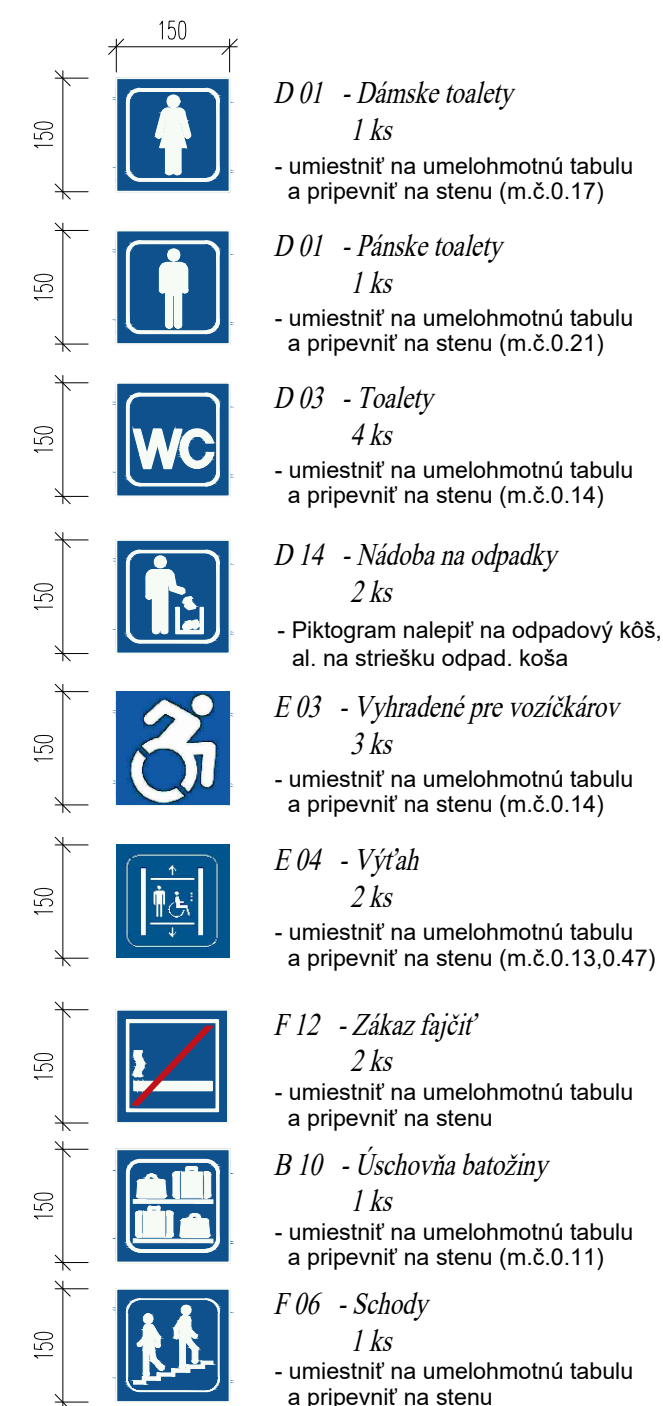 150
150
D 01 - Dámske toalety
1 ks
- umiestniť na umelohmotnú tabulu
a pripevniť na stenu (m.č.0.17)
150
D 01 - Pánske toalety
1 ks
- umiestniť na umelohmotnú tabulu
a pripevniť na stenu (m.č.0.21)
150
WC
D 03 - Toalety
4 ks
- umiestniť na umelohmotnú tabulu
a pripevniť na stenu (m.č.0.14)
150
D 14 - Nádoba na odpadky
2 ks
- Piktogram nalepiť na odpadový kôš,
al. na striešku odpad. koša
150
E 03 - Vyhradené pre vozíčkárov
3 ks
- umiestniť na umelohmotnú tabulu
a pripevniť na stenu (m.č.0.14)
150
E 04 - Výťah
2 ks
- umiestniť na umelohmotnú tabulu
a pripevniť na stenu (m.č.0.13,0.47)
150
F 12 - Zákaz fajčiť
2 ks
- umiestniť na umelohmotnú tabulu
a pripevniť na stenu
150
B 10 - Úschovňa batožiny
1 ks
- umiestniť na umelohmotnú tabulu
a pripevniť na stenu (m.č.0.11)
150
F 06 - Schody
1 ks
- umiestniť na umelohmotnú tabulu
a pripevniť na stenu